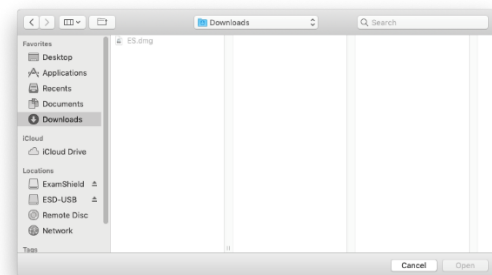 Downloads
Search
Favorites
ES.dmg
Desktop
Applications
Recents
Documents
Downloads
iCloud
iCloud Drive
Locations
ExamShield
ESD-USB
Remote Disc
Network
Tags
Cancel
Open